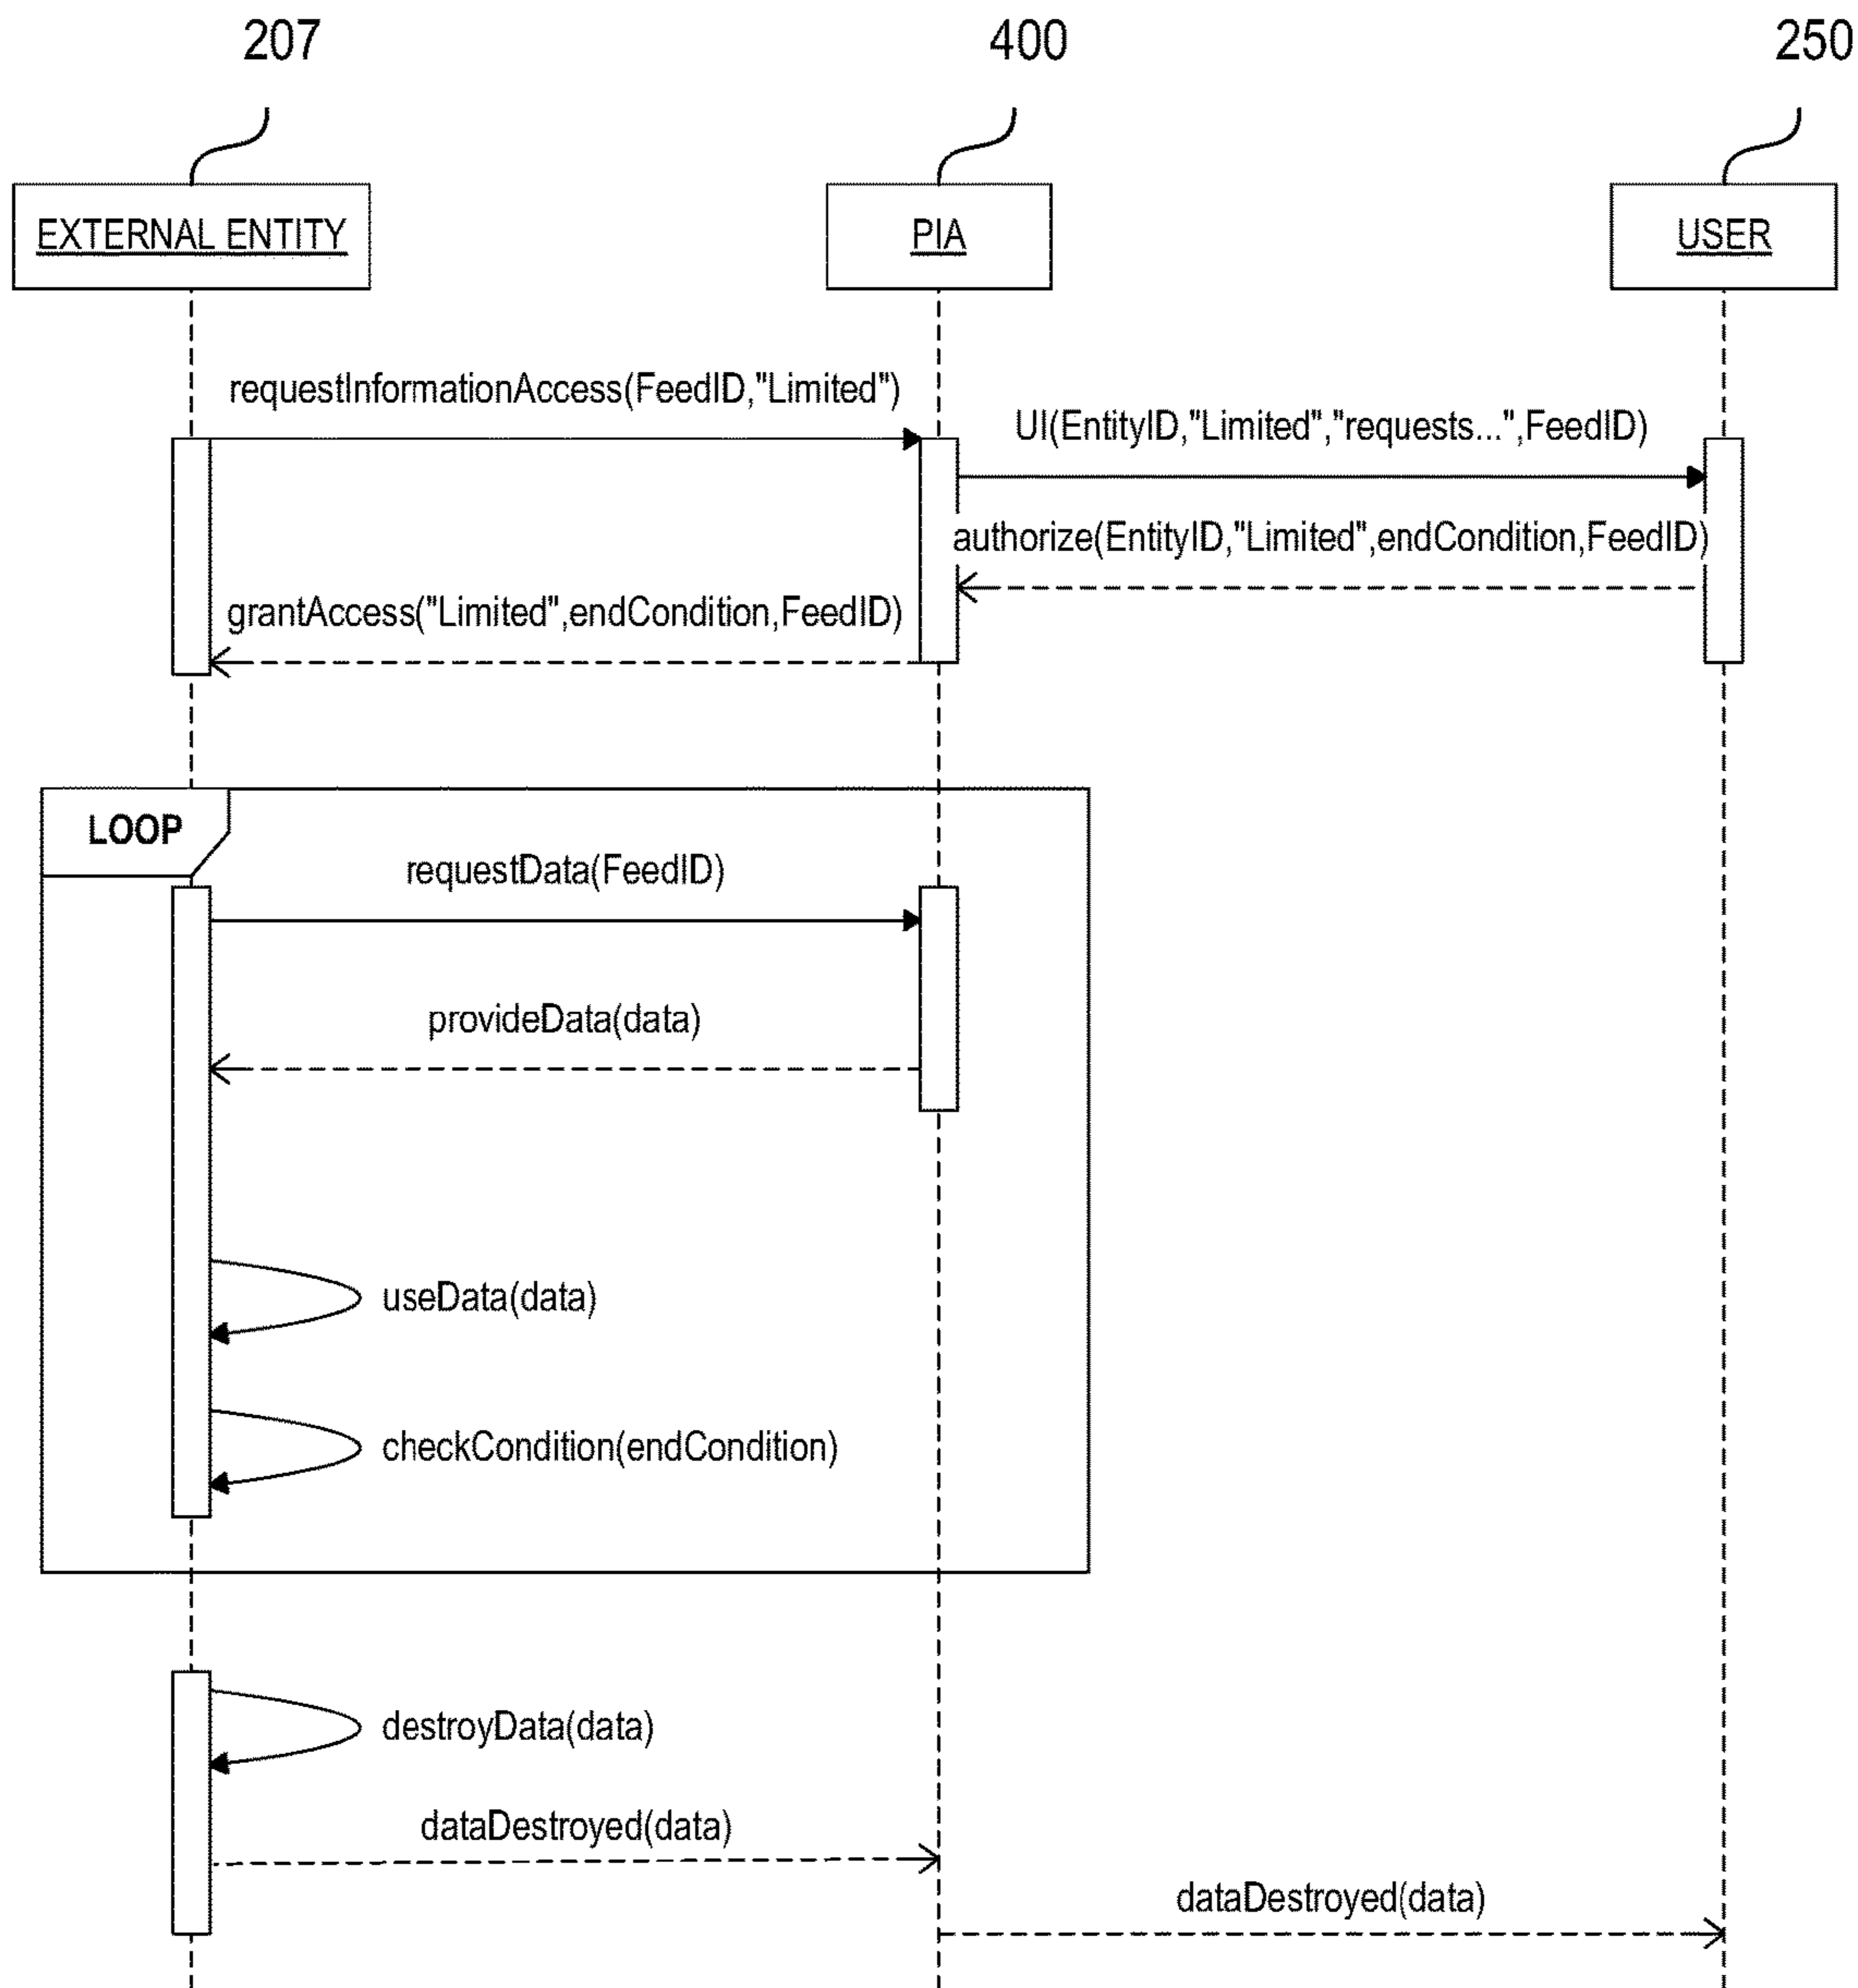 207
400
250
EXTERNAL ENTITY
PIA
USER
requestInformationAccess(FeedID,"Limited")
UI(EntityID,"Limited","requests...",FeedID)
authorize(EntityID,"Limited",endCondition,FeedID)
grantAccess("Limited",endCondition,FeedID)
LOOP
requestData(FeedID)
provideData(data)
useData(data)
checkCondition(endCondition)
destroyData(data)
dataDestroyed(data)
dataDestroyed(data)